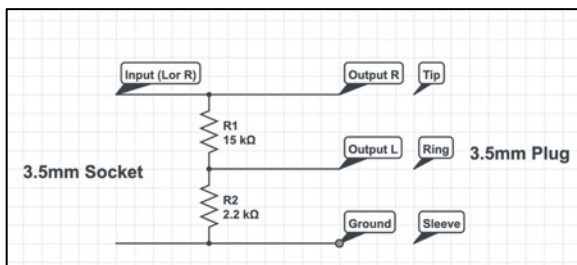 Input (Lor R)
Output R
Tip
R1
15 kΩ
Output L
Ring
3.5mm Socket
3.5mm Plug
R2
2.2 kΩ
Ground
Sleeve